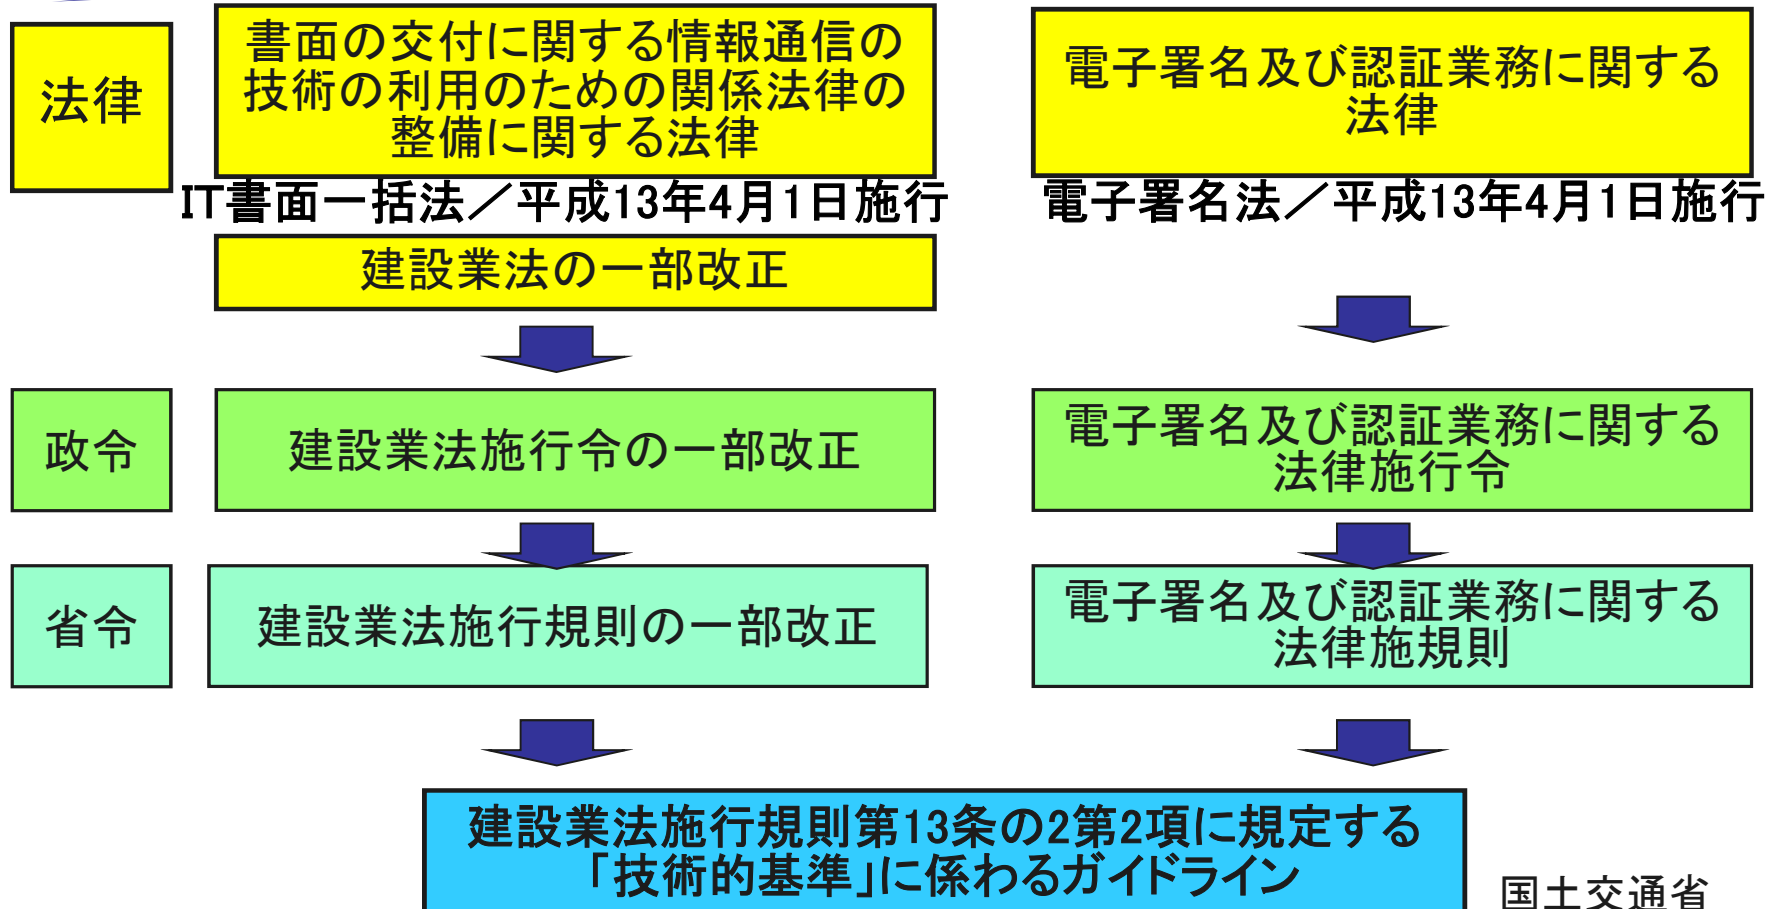 法律
書面の交付に関する情報通信の
技術の利用のための関係法律の
整備に関する法律
電子署名及び認証業務に関する
法律
IT書面一括法／平成13年4月1日施行
電子署名法／平成13年4月1日施行
建設業法の一部改正
政令
建設業法施行令の一部改正
電子署名及び認証業務に関する
法律施行令
省令
建設業法施行規則の一部改正
電子署名及び認証業務に関する
法律施規則
建設業法施行規則第13条の2第2項に規定する
「技術的基準」に係わるガイドライン
国土交通省